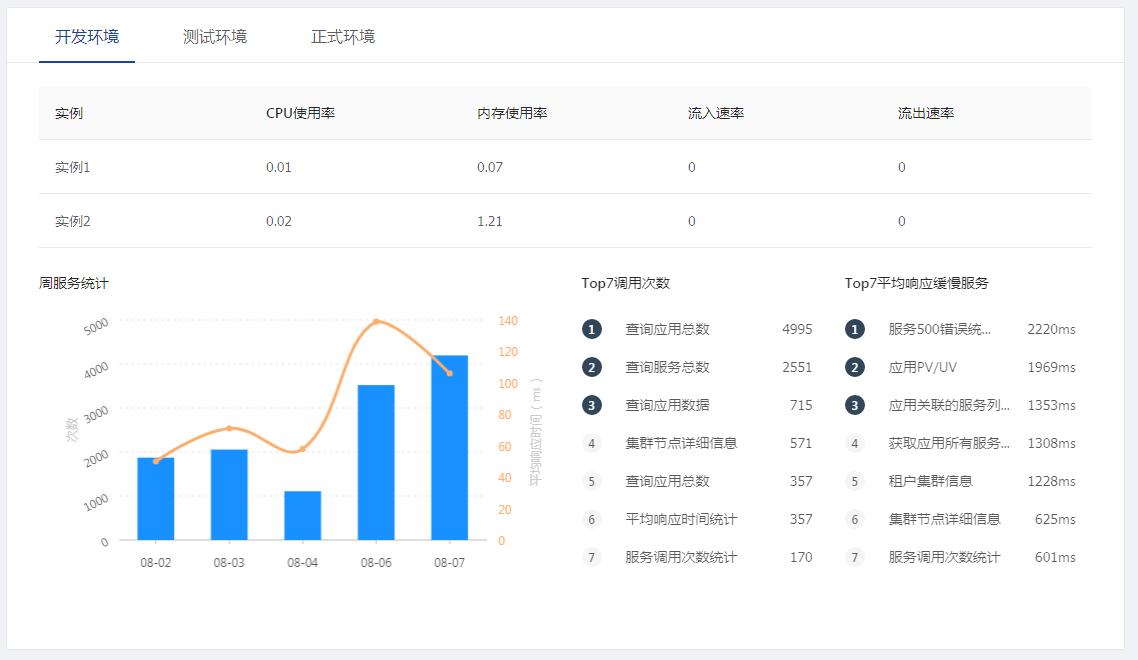 开发环境 测试环境 正式环境
实例 CPU使用率 内存使用率 流入速率 流出速率
实例1 0.01 0.07 0 0
实例2 0.02 1.21 0 0
周服务统计
次数
5000
4000
3000
2000
1000
0
140
120
100
80
60
40
20
0
环境响应时间（ms）
08-02 08-03 08-04 08-06 08-07
Top7调用次数
1 查询应用总数 4995
2 查询服务总数 2551
3 查询应用数据 715
4 集群节点详细信息 571
5 查询应用总数 357
6 平均响应时间统计 357
7 服务调用次数统计 170
Top7平均响应缓慢服务
1 服务500错误统... 2220ms
2 应用PV/UV 1969ms
3 应用关联的服务列... 1353ms
4 获取应用所有服务... 1308ms
5 租户集群信息 1228ms
6 集群节点详细信息 625ms
7 服务调用次数统计 601ms